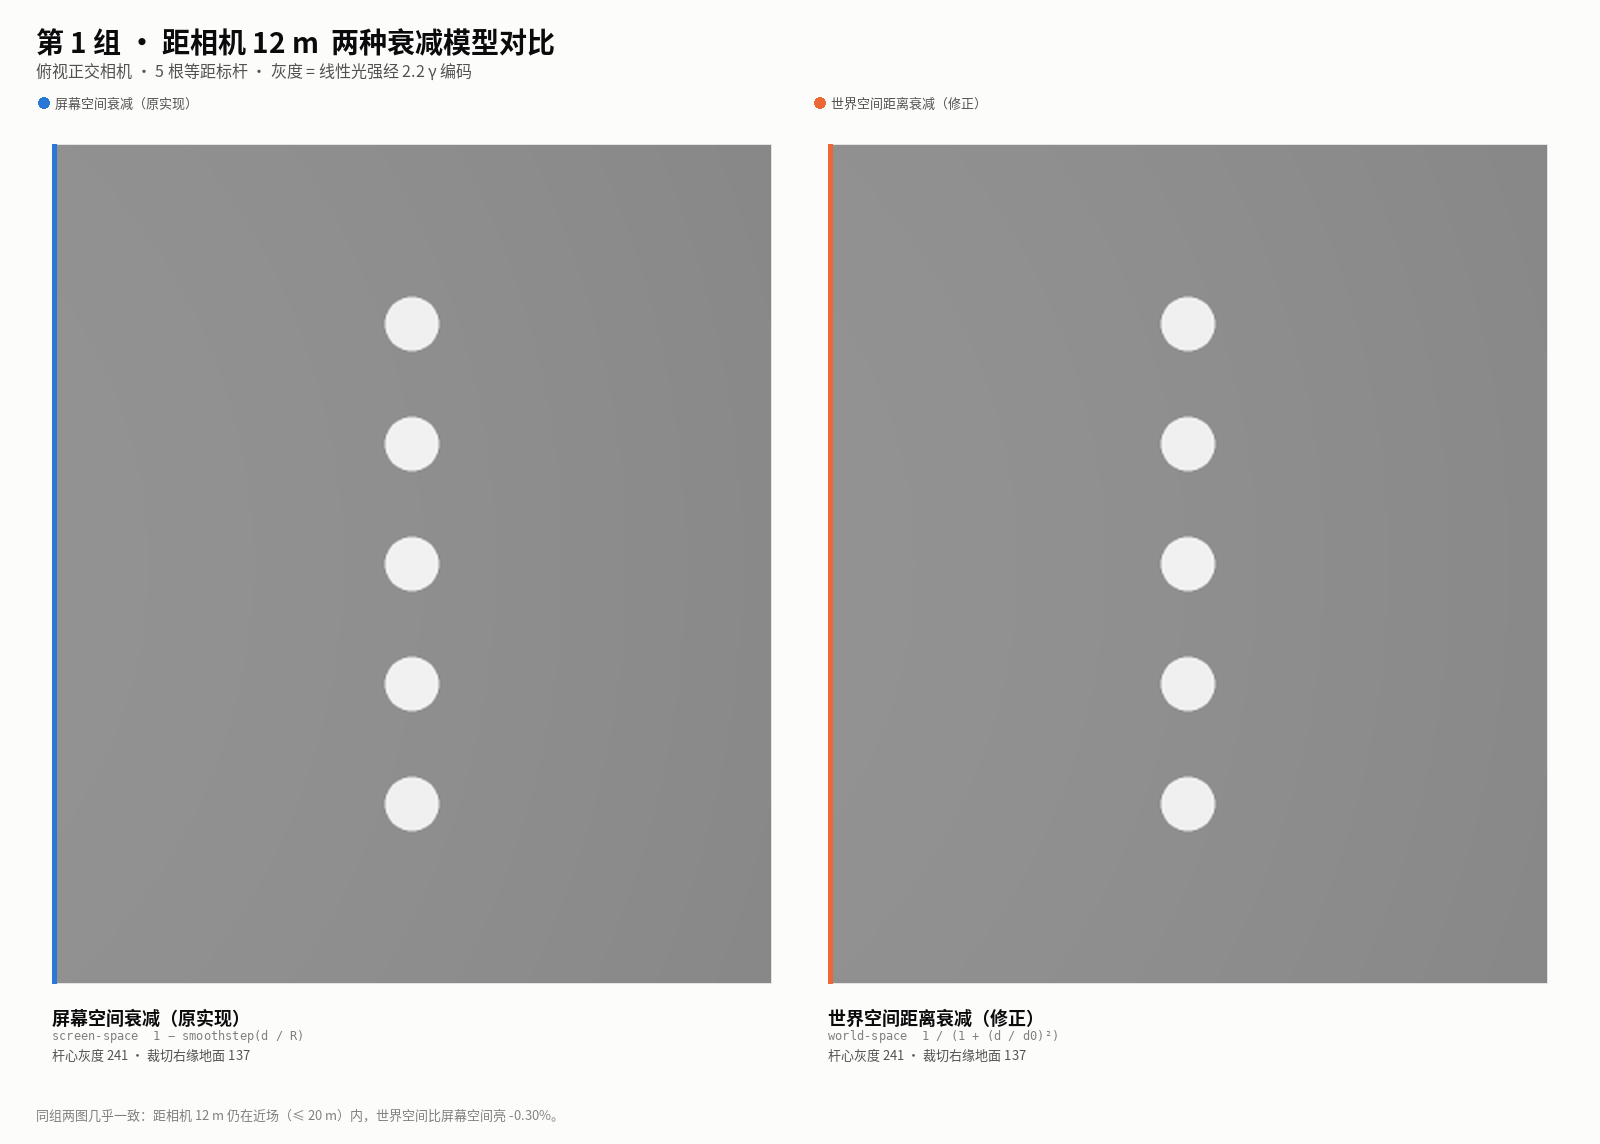 第 1 组 · 距相机 12 m 两种衰减模型对比
俯视正交相机 · 5 根等距标杆 · 灰度 = 线性光强经 2.2 γ 编码
屏幕空间衰减（原实现）
世界空间距离衰减（修正）
屏幕空间衰减（原实现）
screen-space 1 − smoothstep(d / R)
杆心灰度 241 · 裁切右缘地面 137
世界空间距离衰减（修正）
world-space 1 / (1 + (d / d0)²)
杆心灰度 241 · 裁切右缘地面 137
同组两图几乎一致：距相机 12 m 仍在近场（≤ 20 m）内，世界空间比屏幕空间亮 -0.30%。